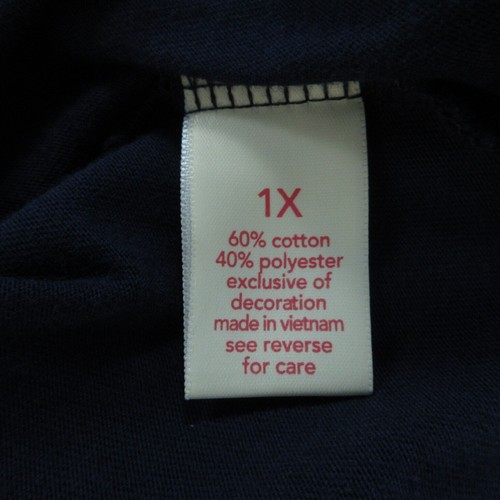 1X
60% cotton
40% polyester
exclusive of
decoration
made in vietnam
see reverse
for care